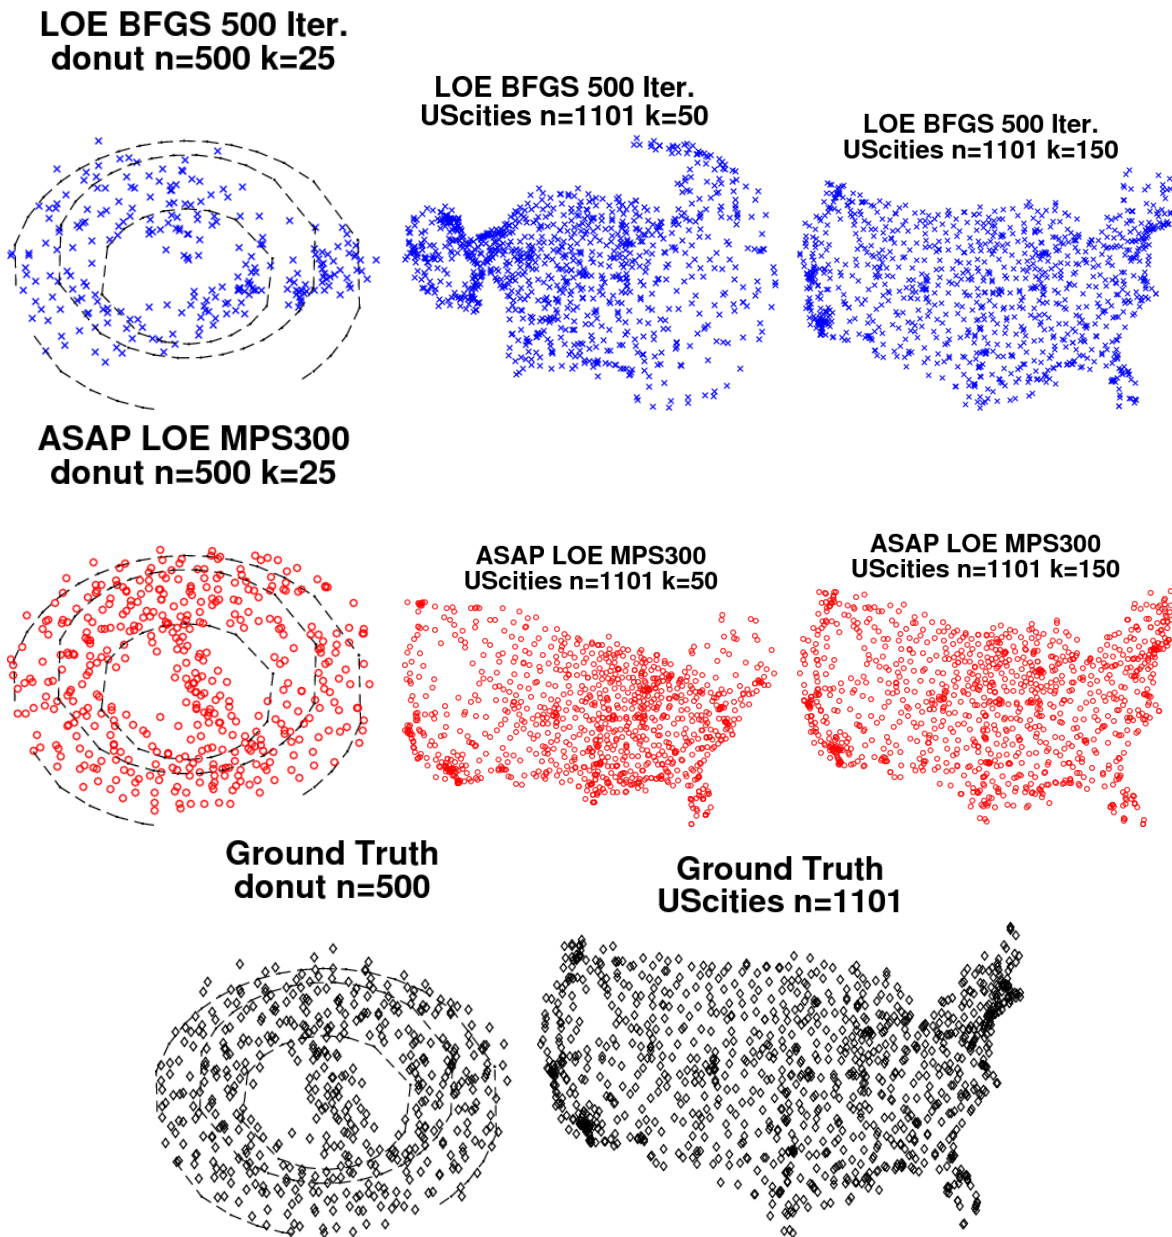 LOE BFGS 500 Iter.
donut n=500 k=25
LOE BFGS 500 Iter.
UScities n=1101 k=50
LOE BFGS 500 Iter.
UScities n=1101 k=150
ASAP LOE MPS300
donut n=500 k=25
ASAP LOE MPS300
UScities n=1101 k=50
ASAP LOE MPS300
UScities n=1101 k=150
Ground Truth
donut n=500
Ground Truth
UScities n=1101